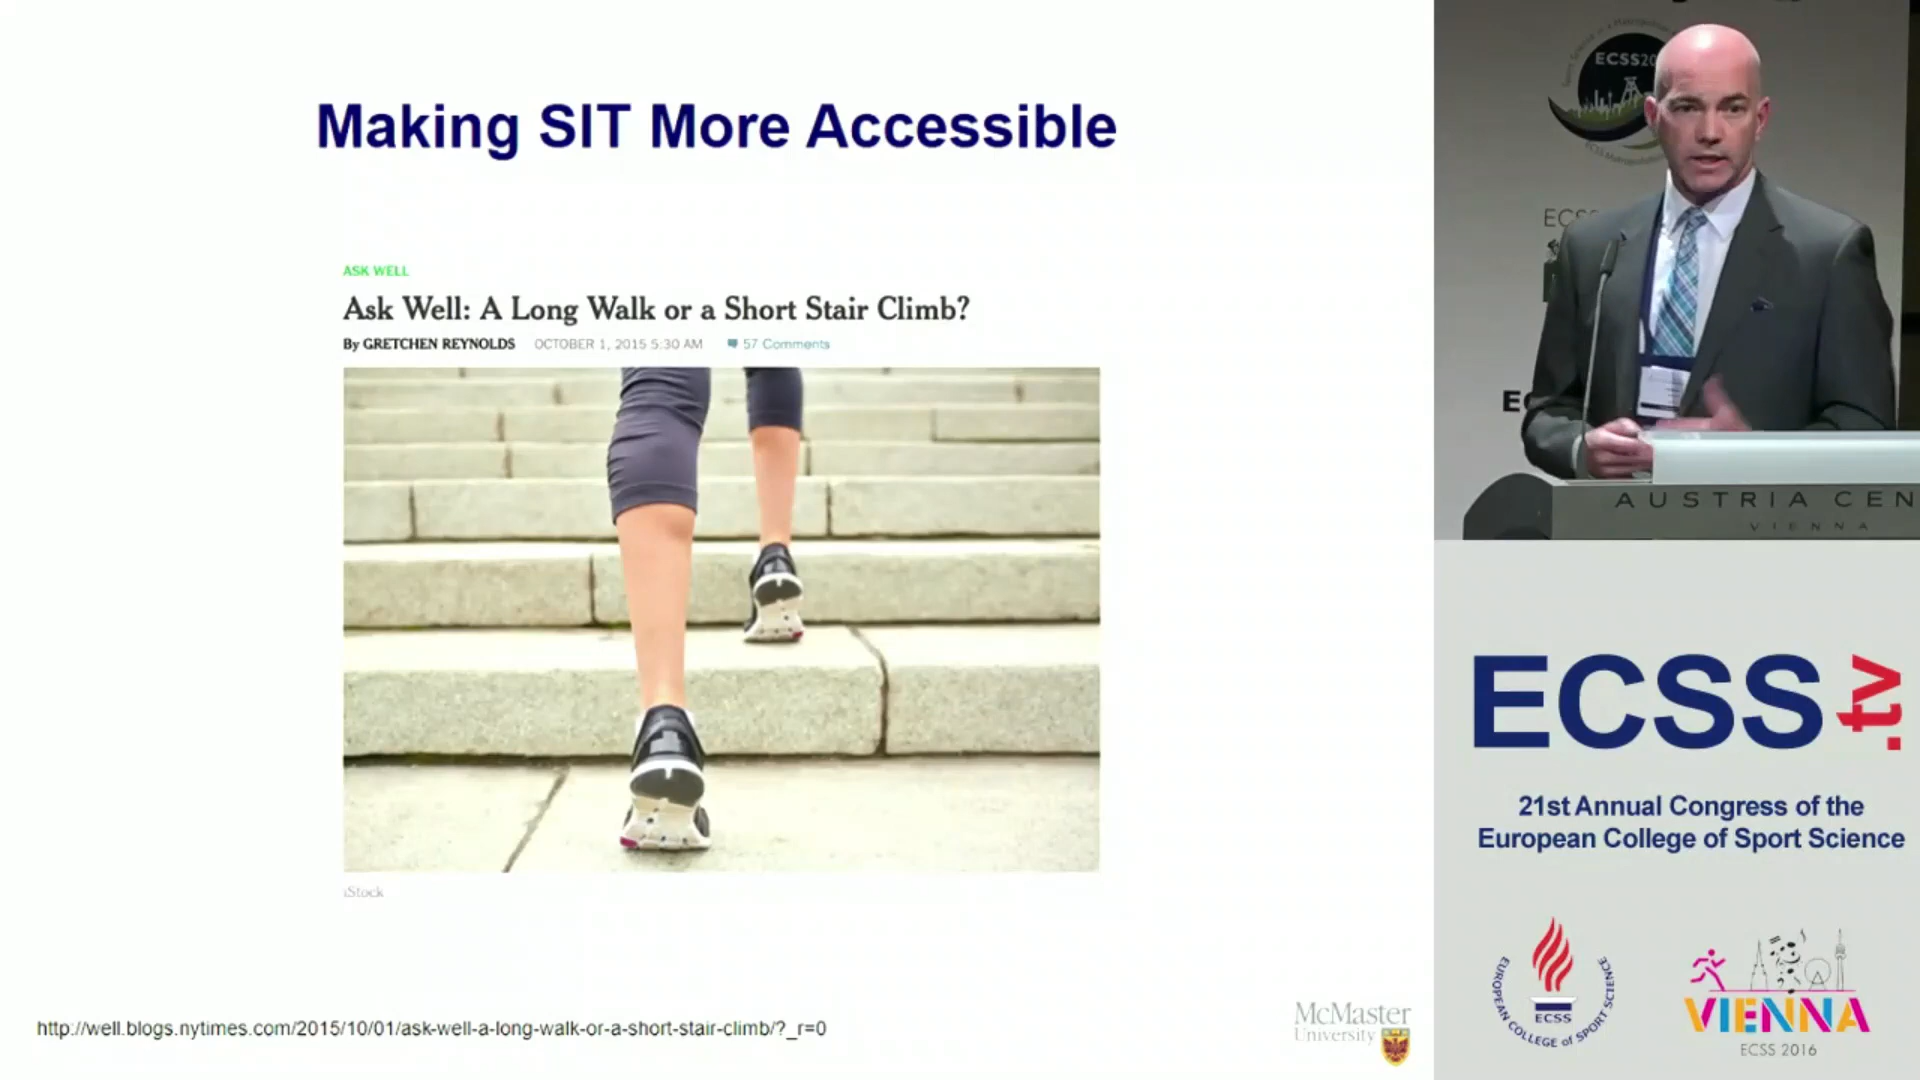 Making SIT More Accessible
ASK WELL
Ask Well: A Long Walk or a Short Stair Climb?
By GRETCHEN REYNOLDS OCTOBER 1, 2015 5:30 AM 57 Comments
iStock
http://well.blogs.nytimes.com/2015/10/01/ask-well-a-long-walk-or-a-short-stair-climb/?_r=0
McMaster
University
ECSS20
AUSTRIA CEN
VIENNA
ECSS.tv
21st Annual Congress of the
European College of Sport Science
EUROPEAN COLLEGE of SPORT SCIENCE
ECSS
VIENNA
ECSS 2016